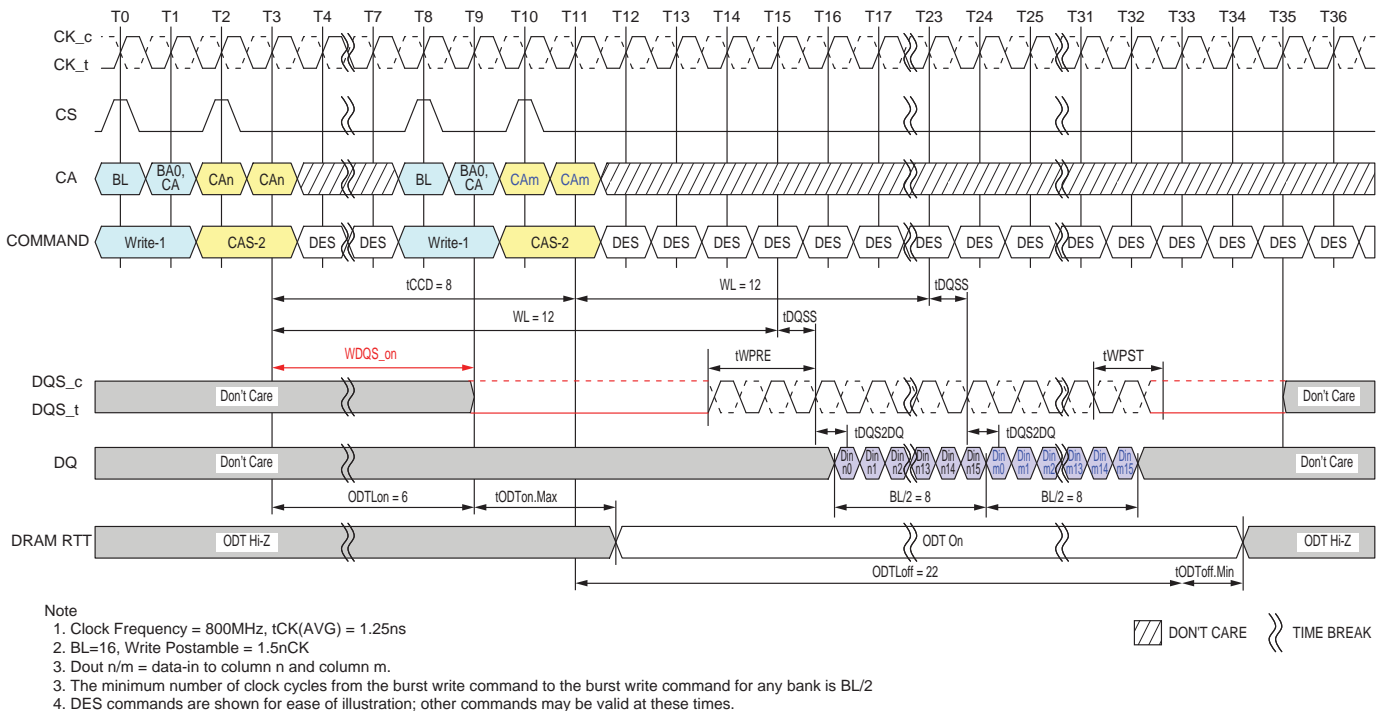 T0 T1 T2 T3 T4 T7 T8 T9 T10 T11 T12 T13 T14 T15 T16 T17 T23 T24 T25 T31 T32 T33 T34 T35 T36
CK_c
CK_t
CS
CA BL BA0, CA CAn CAn BL BA0, CA CAm CAm
COMMAND Write-1 CAS-2 DES DES Write-1 CAS-2 DES DES DES DES DES DES DES DES DES DES DES DES DES DES DES
tCCD = 8 WL = 12 tDQSS
WL = 12 tDQSS
WDQS_on tWPRE tWPST
DQS_c
DQS_t
Don't Care Don't Care
tDQS2DQ tDQS2DQ
DQ Don't Care Din n0 Din n1 Din n2 Din n13 Din n14 Din n15 Din m0 Din m1 Din m2 Din m13 Din m14 Din m15 Don't Care
ODTLon = 6 tODTon.Max BL/2 = 8 BL/2 = 8
DRAM RTT ODT Hi-Z ODT On ODT Hi-Z
ODTLoff = 22 tODToff.Min
Note
1. Clock Frequency = 800MHz, tCK(AVG) = 1.25ns
2. BL=16, Write Postamble = 1.5nCK
3. Dout n/m = data-in to column n and column m.
3. The minimum number of clock cycles from the burst write command to the burst write command for any bank is BL/2
4. DES commands are shown for ease of illustration; other commands may be valid at these times.
DON'T CARE TIME BREAK